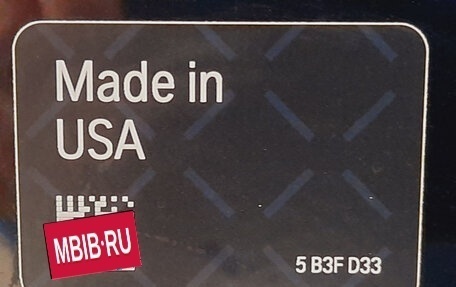 Made in
USA
MBIB·RU
5 B3F D33